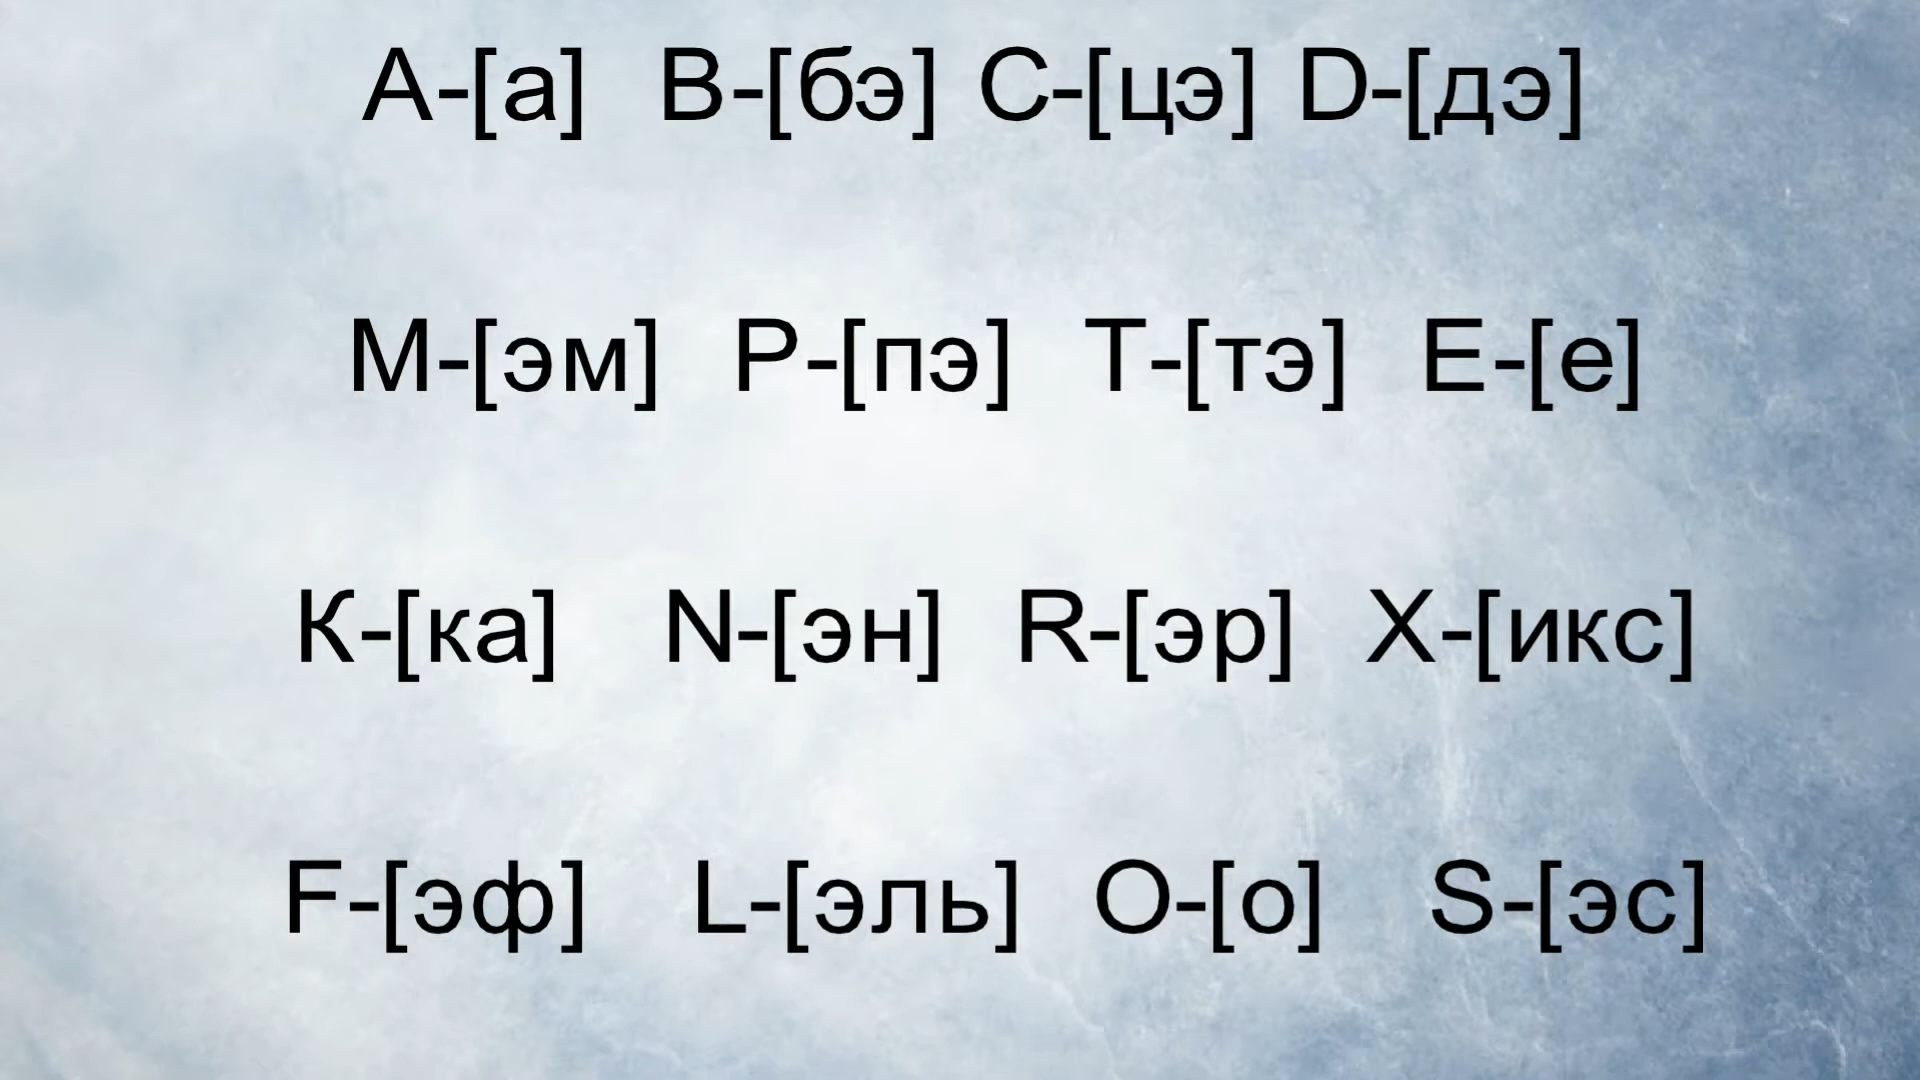 A-[а] B-[бэ] C-[цэ] D-[дэ]
M-[эм] P-[пэ] T-[тэ] E-[е]
К-[ка] N-[эн] R-[эр] X-[икс]
F-[эф] L-[эль] O-[о] S-[эс]